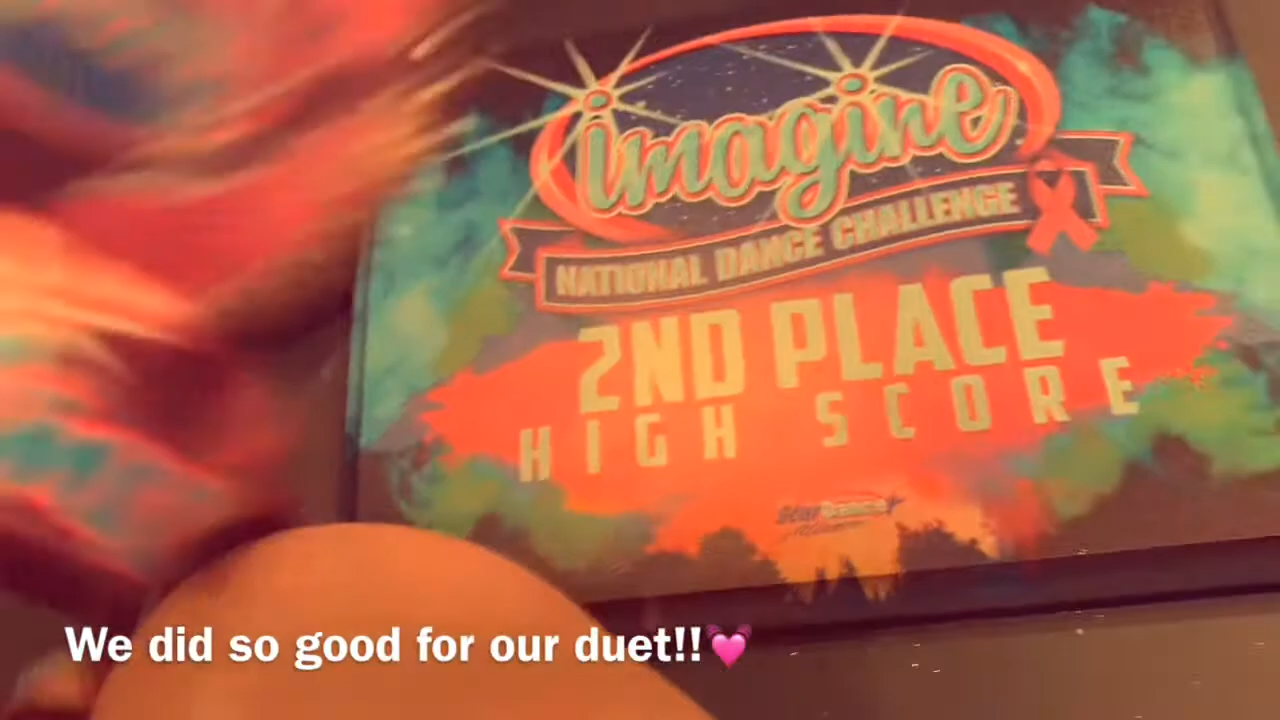 imagine
NATIONAL DANCE CHALLENGE
2ND PLACE
HIGH SCORE
We did so good for our duet!!💓